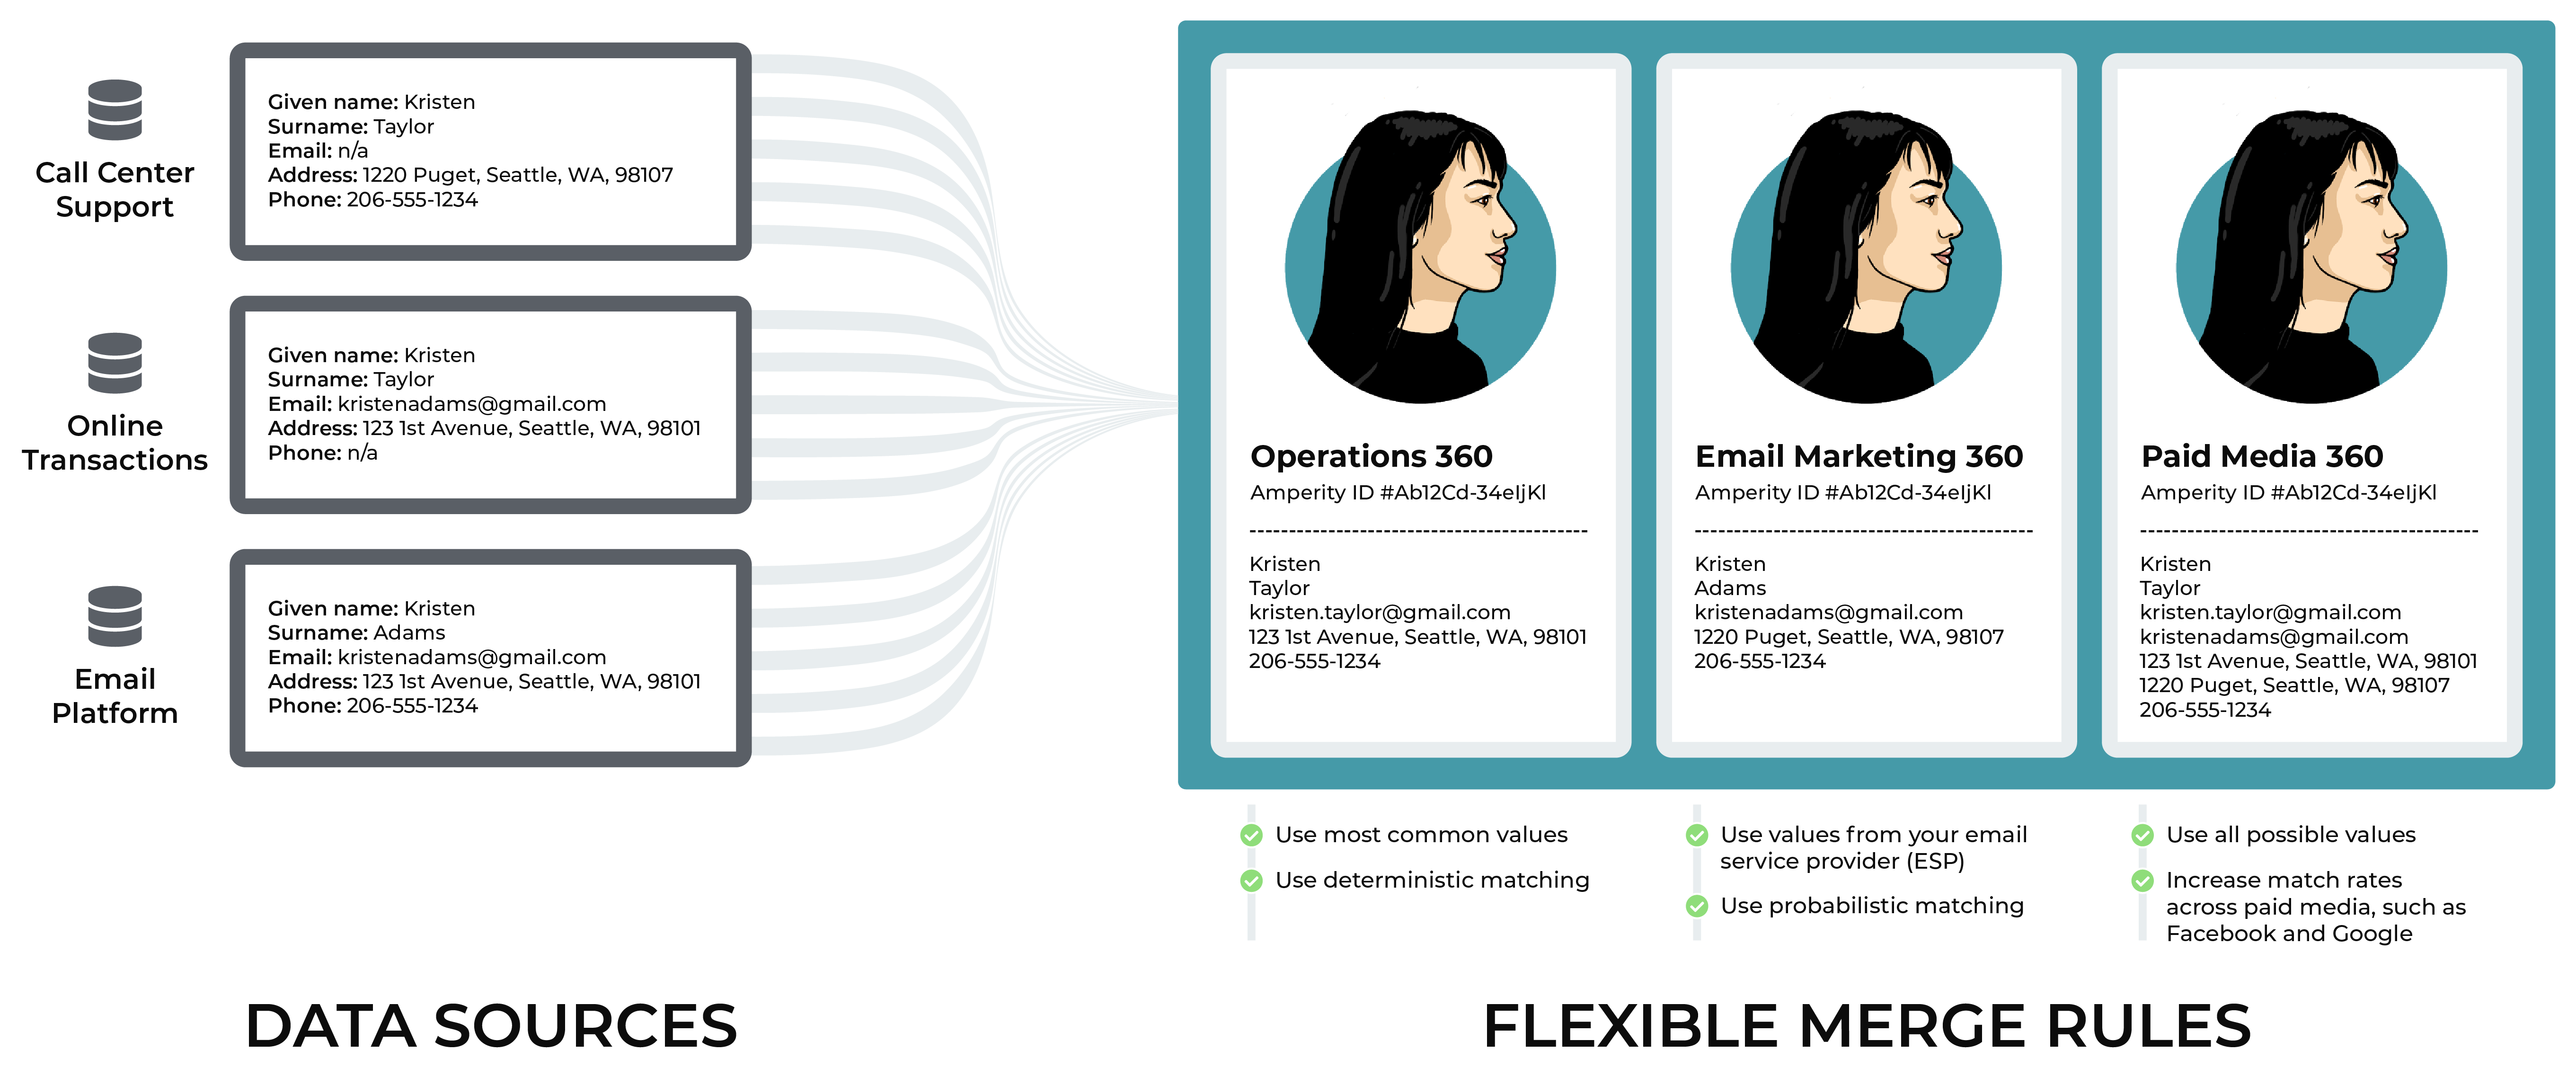 Call Center
Support
Given name: Kristen
Surname: Taylor
Email: n/a
Address: 1220 Puget, Seattle, WA, 98107
Phone: 206-555-1234
Online
Transactions
Given name: Kristen
Surname: Taylor
Email: kristenadams@gmail.com
Address: 123 1st Avenue, Seattle, WA, 98101
Phone: n/a
Email
Platform
Given name: Kristen
Surname: Adams
Email: kristenadams@gmail.com
Address: 123 1st Avenue, Seattle, WA, 98101
Phone: 206-555-1234
DATA SOURCES
Operations 360
Amperity ID #Ab12Cd-34eIjKl
--------------------------------------------
Kristen
Taylor
kristen.taylor@gmail.com
123 1st Avenue, Seattle, WA, 98101
206-555-1234
Use most common values
Use deterministic matching
Email Marketing 360
Amperity ID #Ab12Cd-34eIjKl
--------------------------------------------
Kristen
Adams
kristenadams@gmail.com
1220 Puget, Seattle, WA, 98107
206-555-1234
Use values from your email
service provider (ESP)
Use probabilistic matching
Paid Media 360
Amperity ID #Ab12Cd-34eIjKl
--------------------------------------------
Kristen
Taylor
kristen.taylor@gmail.com
kristenadams@gmail.com
123 1st Avenue, Seattle, WA, 98101
1220 Puget, Seattle, WA, 98107
206-555-1234
Use all possible values
Increase match rates
across paid media, such as
Facebook and Google
FLEXIBLE MERGE RULES